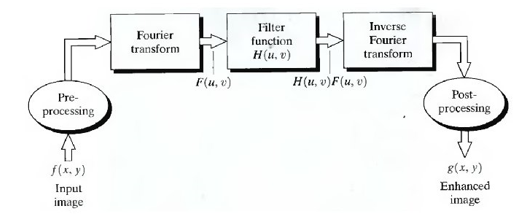 Fourier
transform
Filter
function
H(u, v)
Inverse
Fourier
transform
F(u, v)
H(u, v)F(u, v)
Pre-
processing
Post-
processing
f(x, y)
Input
image
g(x, y)
Enhanced
image